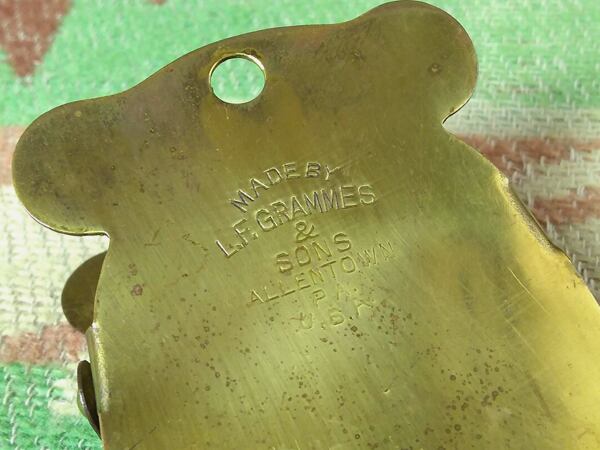 MADE BY
L.F. GRAMMES
&
SONS
ALLENTOWN
PA.
U.S.A.